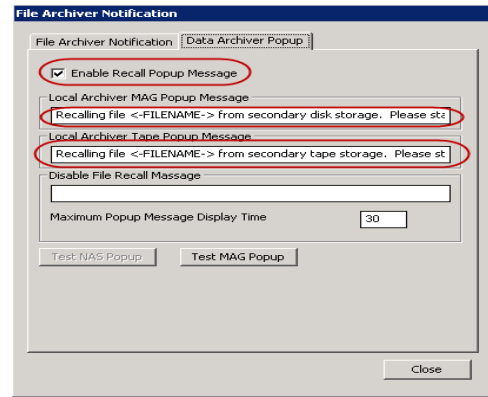 File Archiver Notification
File Archiver Notification Data Archiver Popup
Enable Recall Popup Message
Local Archiver MAG Popup Message
Recalling file <-FILENAME-> from secondary disk storage. Please sta
Local Archiver Tape Popup Message
Recalling file <-FILENAME-> from secondary tape storage. Please st
Disable File Recall Massage
Maximum Popup Message Display Time 30
Test NAS Popup Test MAG Popup
Close